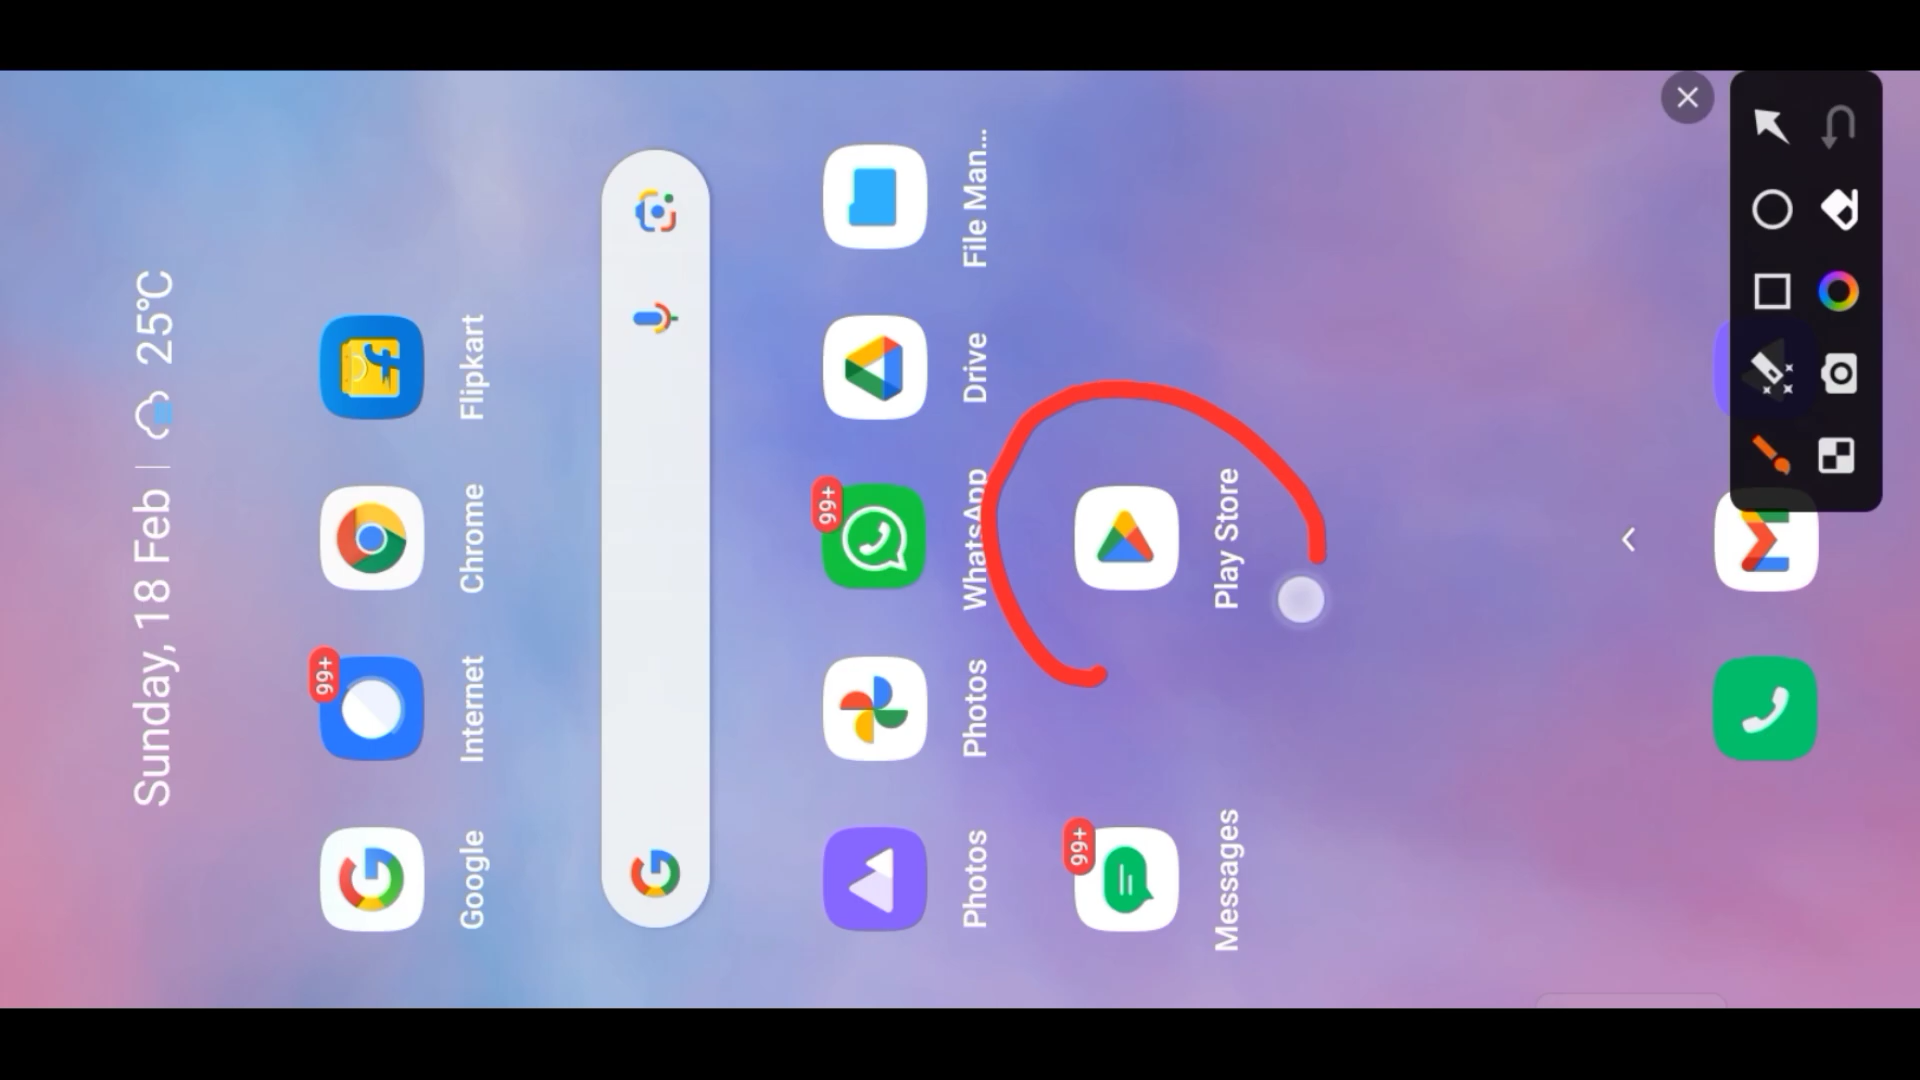 Sunday, 18 Feb | 25°C
Google
99+
Internet
Chrome
Flipkart
Photos
Photos
99+
WhatsApp
Drive
File Man...
99+
Messages
Play Store